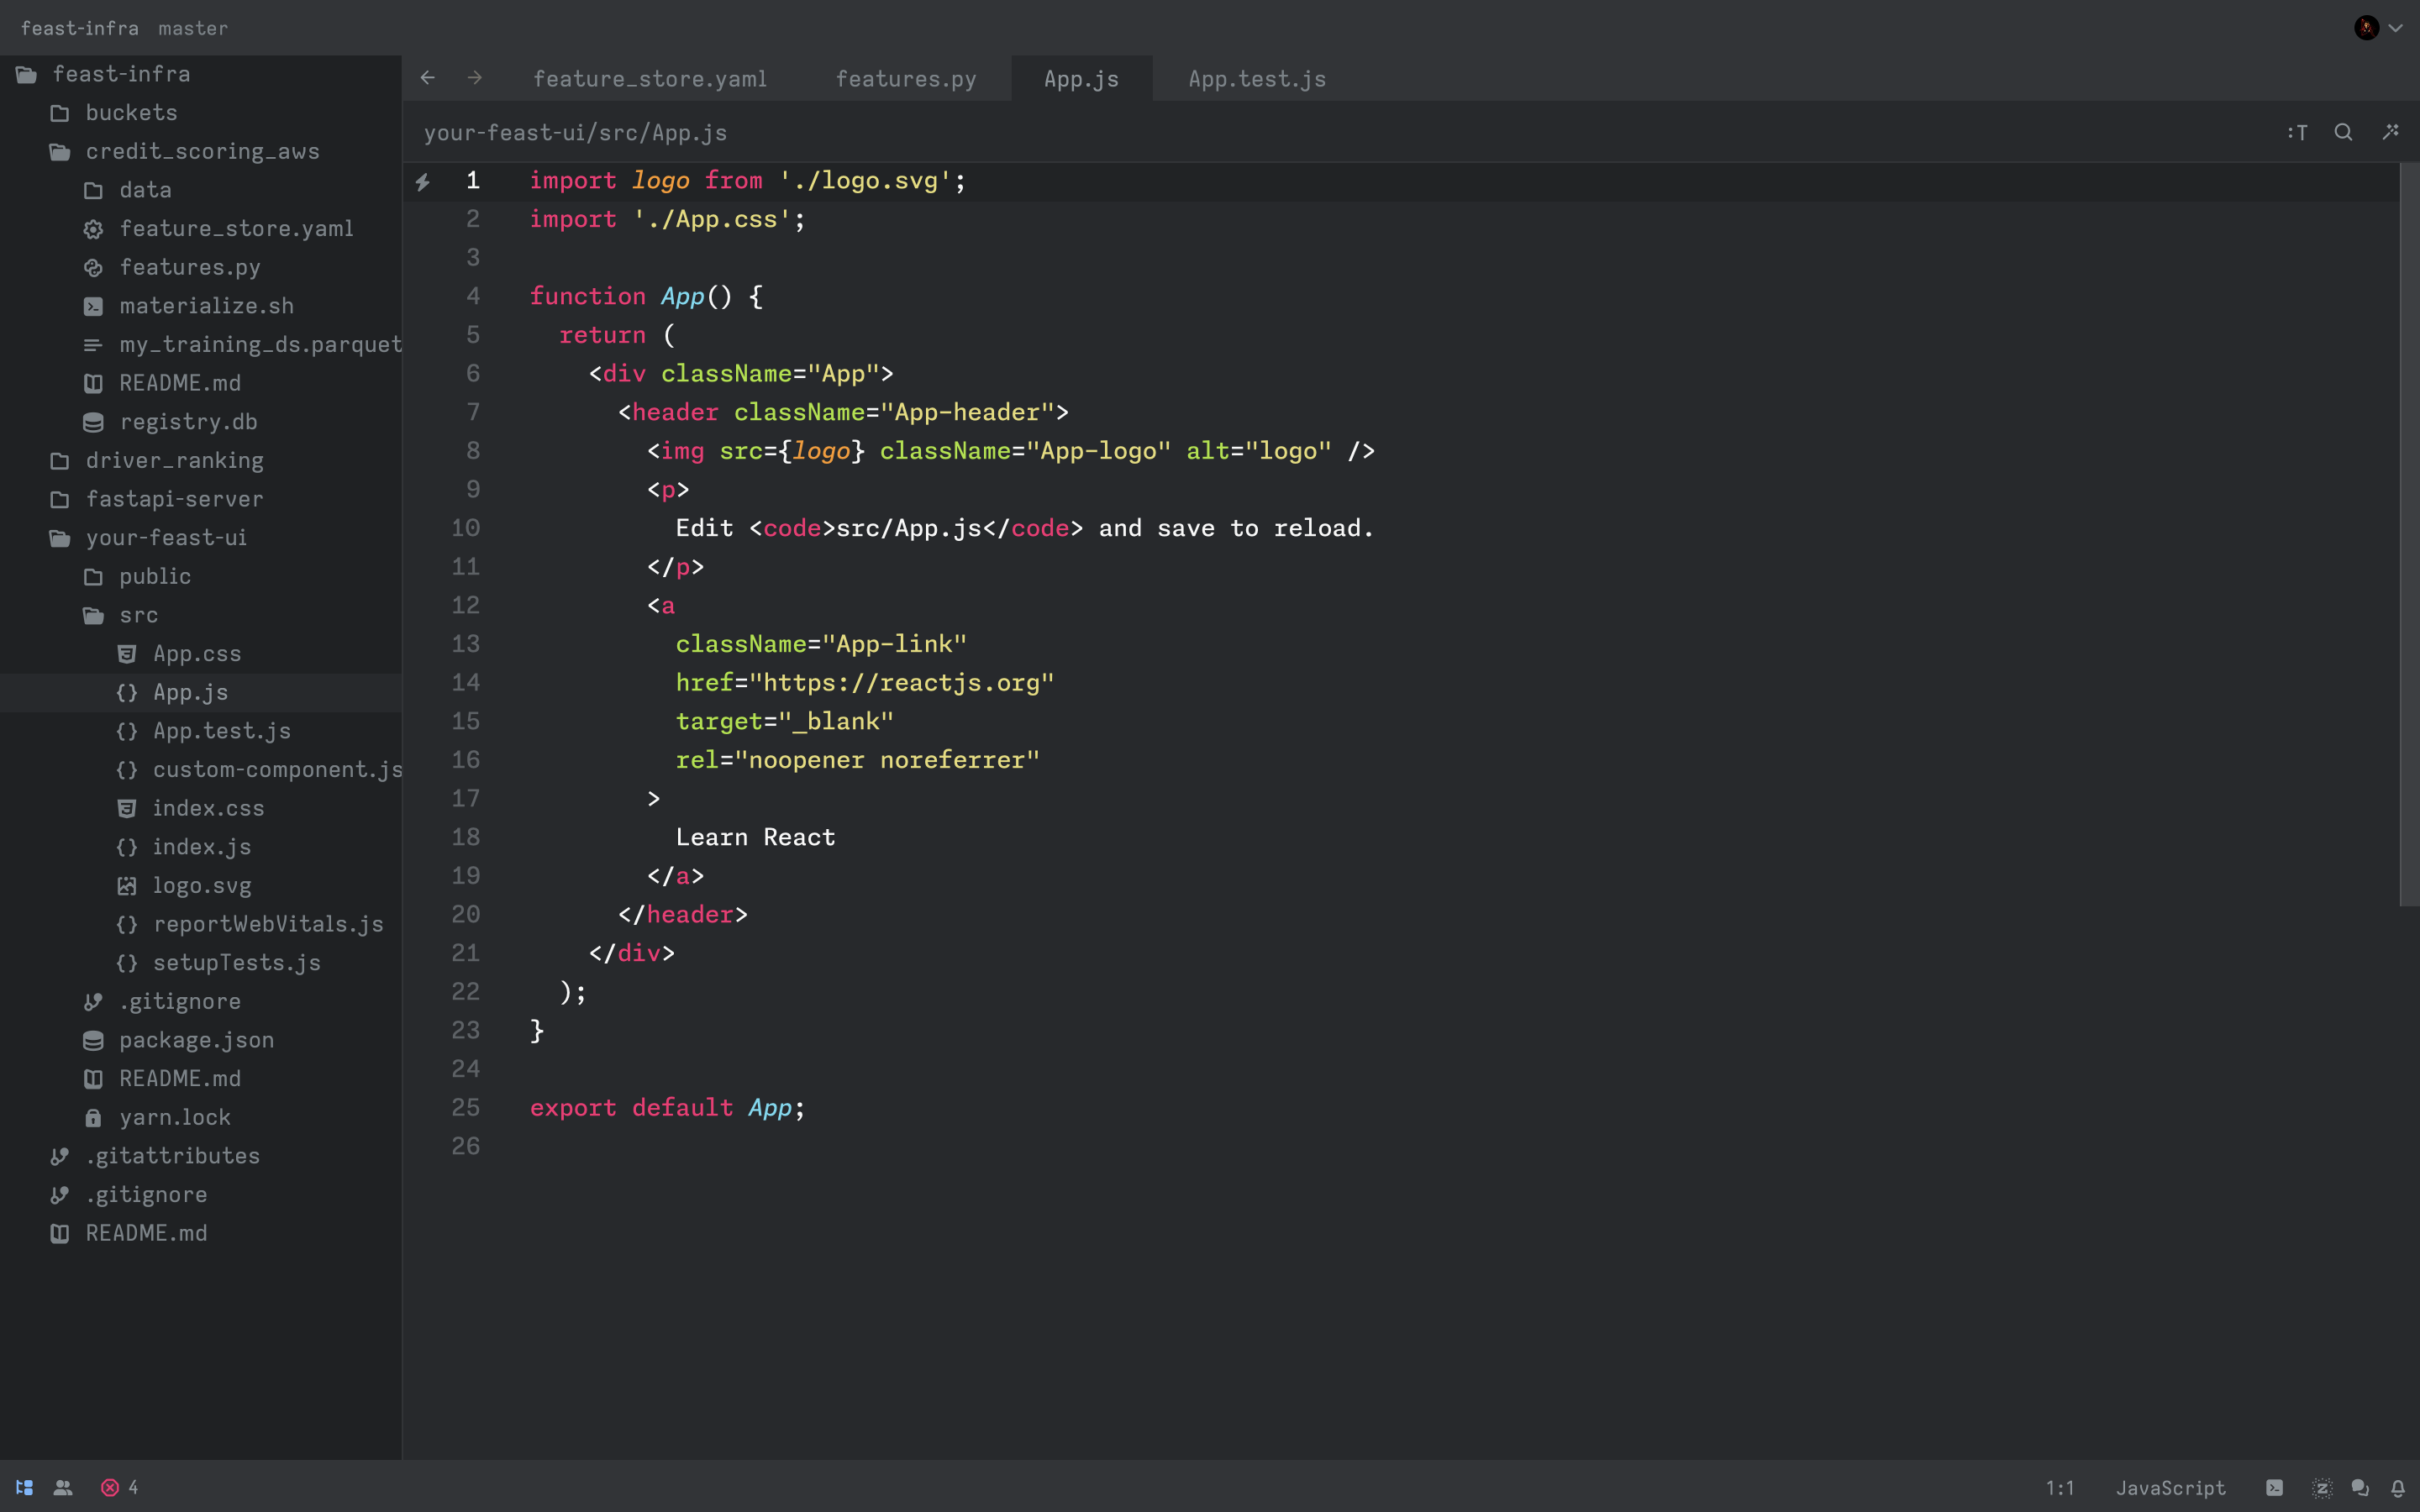 feast-infra master
feast-infra
buckets
credit_scoring_aws
data
feature_store.yaml
features.py
materialize.sh
my_training_ds.parquet
README.md
registry.db
driver_ranking
fastapi-server
your-feast-ui
public
src
App.css
App.js
App.test.js
custom-component.js
index.css
index.js
logo.svg
reportWebVitals.js
setupTests.js
.gitignore
package.json
README.md
yarn.lock
.gitattributes
.gitignore
README.md
feature_store.yaml features.py App.js App.test.js
your-feast-ui/src/App.js :T
1 import logo from './logo.svg';
2 import './App.css';
3
4 function App() {
5   return (
6     <div className="App">
7       <header className="App-header">
8         <img src={logo} className="App-logo" alt="logo" />
9         <p>
10           Edit <code>src/App.js</code> and save to reload.
11         </p>
12         <a
13           className="App-link"
14           href="https://reactjs.org"
15           target="_blank"
16           rel="noopener noreferrer"
17         >
18           Learn React
19         </a>
20       </header>
21     </div>
22   );
23 }
24
25 export default App;
26
4 1:1 JavaScript